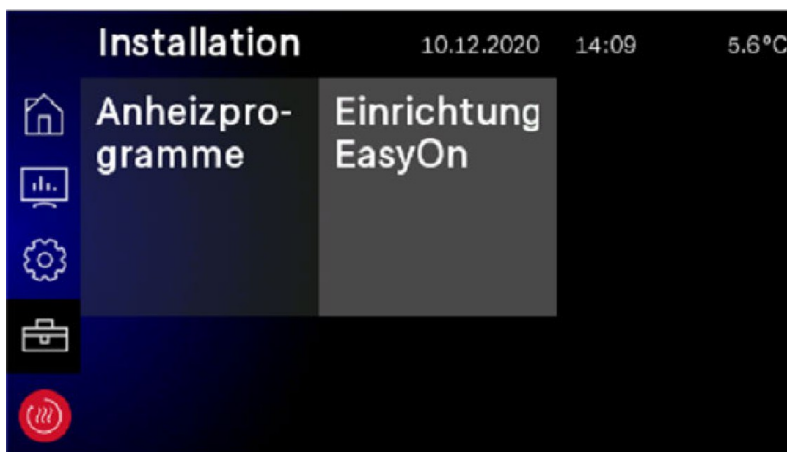 Installation 10.12.2020 14:09 5.6°C
Anheizpro-
gramme
Einrichtung
EasyOn